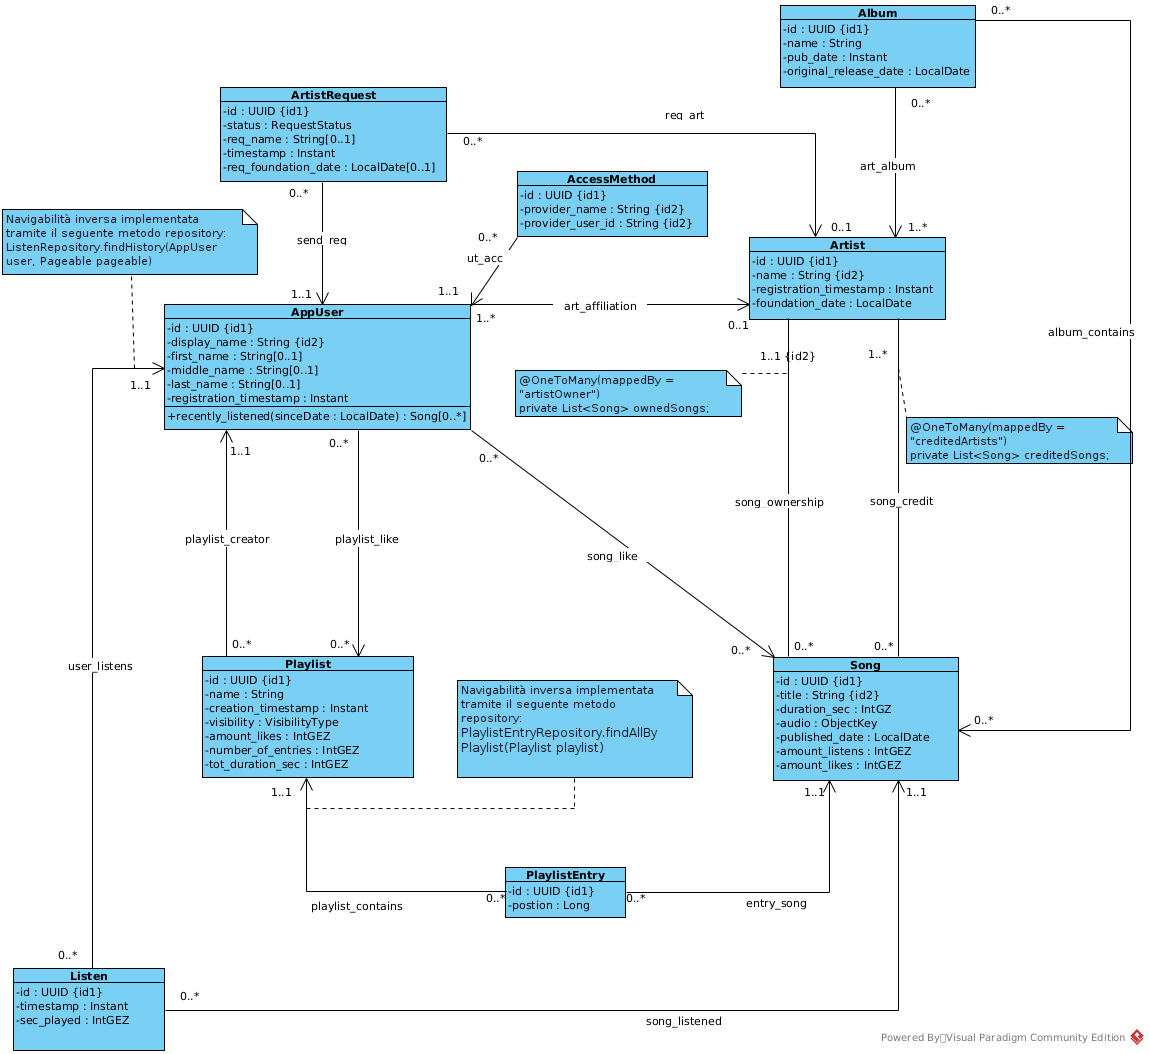 Album
-id : UUID {id1}
-name : String
-pub_date : Instant
-original_release_date : LocalDate
0..*
0..*
art_album
1..*
ArtistRequest
-id : UUID {id1}
-status : RequestStatus
-req_name : String[0..1]
-timestamp : Instant
-req_foundation_date : LocalDate[0..1]
0..*
req_art
0..1
0..*
send_req
1..1
AccessMethod
-id : UUID {id1}
-provider_name : String {id2}
-provider_user_id : String {id2}
0..*
ut_acc
1..1
Navigabilità inversa implementata
tramite il seguente metodo repository:
ListenRepository.findHistory(AppUser
user, Pageable pageable)
Artist
-id : UUID {id1}
-name : String {id2}
-registration_timestamp : Instant
-foundation_date : LocalDate
AppUser
-id : UUID {id1}
-display_name : String {id2}
-first_name : String[0..1]
-middle_name : String[0..1]
-last_name : String[0..1]
-registration_timestamp : Instant
+recently_listened(sinceDate : LocalDate) : Song[0..*]
1..*
art_affiliation
0..1
album_contains
1..1 {id2}
1..*
@OneToMany(mappedBy =
"artistOwner")
private List<Song> ownedSongs;
@OneToMany(mappedBy =
"creditedArtists")
private List<Song> creditedSongs;
1..1
1..1
0..*
0..*
song_ownership
song_credit
playlist_creator
playlist_like
song_like
0..*
0..*
0..*
0..*
0..*
user_listens
Playlist
-id : UUID {id1}
-name : String
-creation_timestamp : Instant
-visibility : VisibilityType
-amount_likes : IntGEZ
-number_of_entries : IntGEZ
-tot_duration_sec : IntGEZ
Navigabilità inversa implementata
tramite il seguente metodo
repository:
PlaylistEntryRepository.findAllBy
Playlist(Playlist playlist)
Song
-id : UUID {id1}
-title : String {id2}
-duration_sec : IntGZ
-audio : ObjectKey
-published_date : LocalDate
-amount_listens : IntGEZ
-amount_likes : IntGEZ
0..*
1..1
1..1
1..1
PlaylistEntry
-id : UUID {id1}
-postion : Long
0..*
0..*
playlist_contains
entry_song
0..*
Listen
-id : UUID {id1}
-timestamp : Instant
-sec_played : IntGEZ
0..*
song_listened
Powered By Visual Paradigm Community Edition